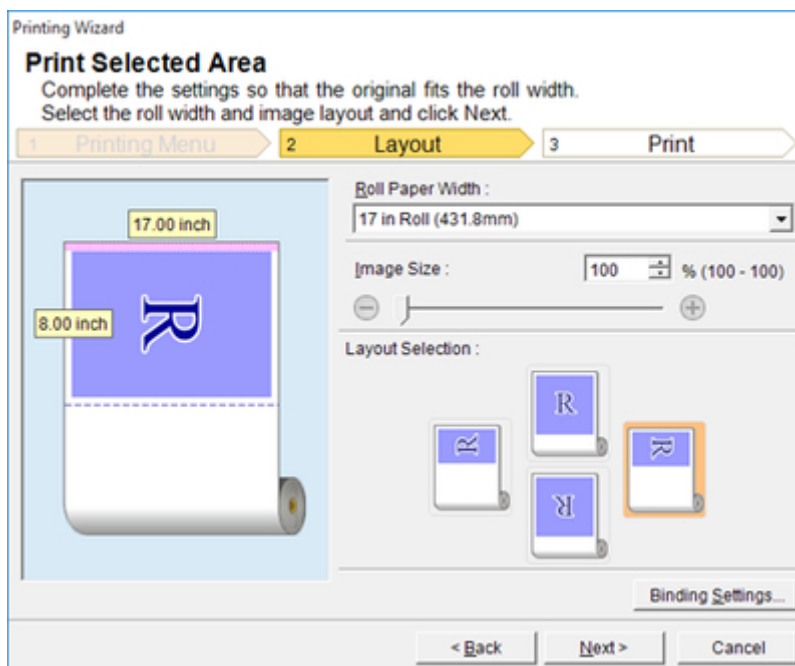 Printing Wizard
Print Selected Area
Complete the settings so that the original fits the roll width.
Select the roll width and image layout and click Next.
1 Printing Menu 2 Layout 3 Print
Roll Paper Width :
17.00 inch
17 in Roll (431.8mm)
Image Size : 100 % (100 - 100)
R
8.00 inch
Layout Selection :
R
R R
R
Binding Settings...
< Back Next > Cancel